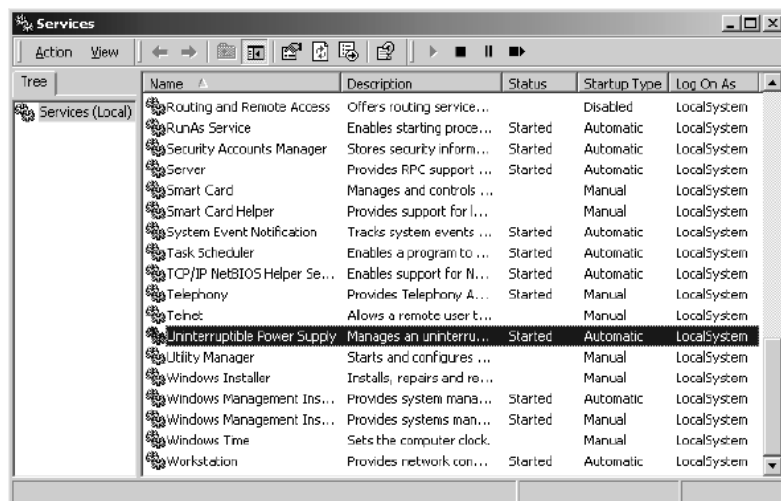 Services
Action View
Tree
Name Description Status Startup Type Log On As
Services (Local)
Routing and Remote Access Offers routing service... Disabled LocalSystem
RunAs Service Enables starting proce... Started Automatic LocalSystem
Security Accounts Manager Stores security inform... Started Automatic LocalSystem
Server Provides RPC support ... Started Automatic LocalSystem
Smart Card Manages and controls ... Manual LocalSystem
Smart Card Helper Provides support for l... Manual LocalSystem
System Event Notification Tracks system events ... Started Automatic LocalSystem
Task Scheduler Enables a program to ... Started Automatic LocalSystem
TCP/IP NetBIOS Helper Se... Enables support for N... Started Automatic LocalSystem
Telephony Provides Telephony A... Started Manual LocalSystem
Telnet Allows a remote user t... Manual LocalSystem
Uninterruptible Power Supply Manages an uninterru... Started Automatic LocalSystem
Utility Manager Starts and configures ... Manual LocalSystem
Windows Installer Installs, repairs and re... Manual LocalSystem
Windows Management Ins... Provides system mana... Started Automatic LocalSystem
Windows Management Ins... Provides systems man... Started Manual LocalSystem
Windows Time Sets the computer clock. Manual LocalSystem
Workstation Provides network con... Started Automatic LocalSystem